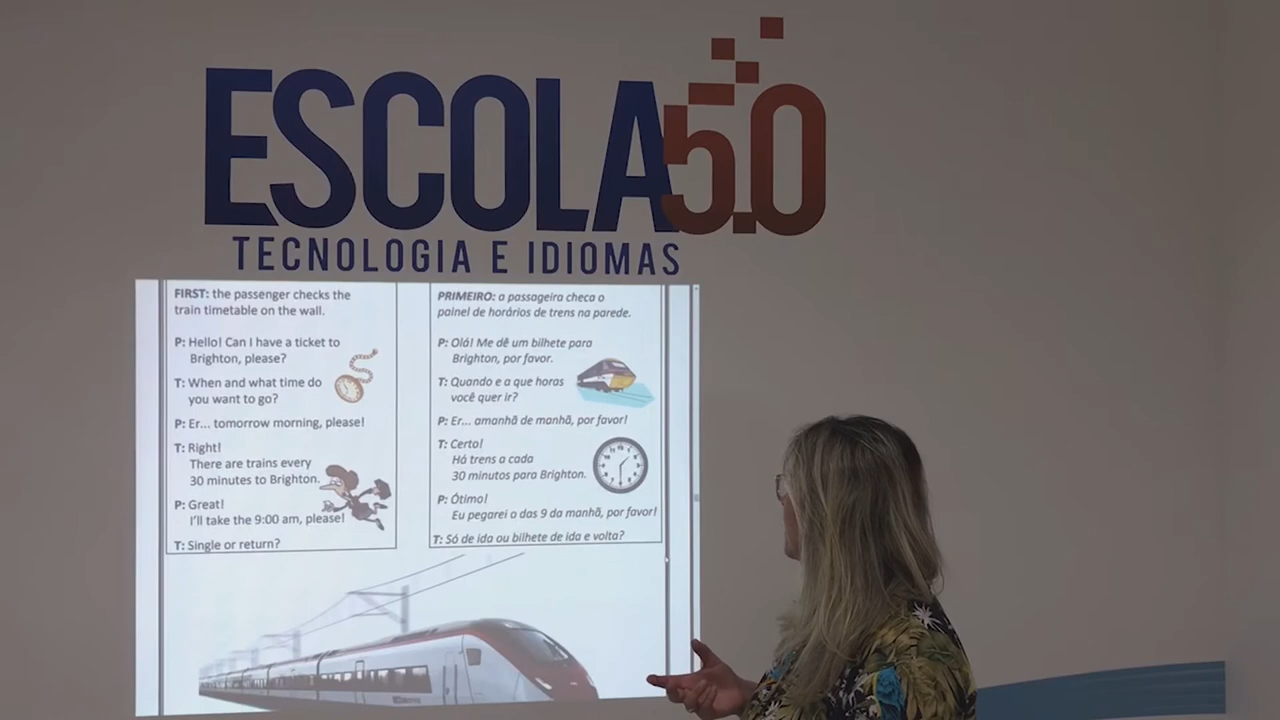 ESCOLA 5.0
TECNOLOGIA E IDIOMAS
FIRST: the passenger checks the
train timetable on the wall.
P: Hello! Can I have a ticket to
Brighton, please?
T: When and what time do
you want to go?
P: Er... tomorrow morning, please!
T: Right!
There are trains every
30 minutes to Brighton.
P: Great!
I'll take the 9:00 am, please!
T: Single or return?
PRIMEIRO: a passageira checa o
painel de horários de trens na parede.
P: Olá! Me dê um bilhete para
Brighton, por favor.
T: Quando e a que horas
você quer ir?
P: Er... amanhã de manhã, por favor!
T: Certo!
Há trens a cada
30 minutos para Brighton.
P: Ótimo!
Eu pegarei o das 9 da manhã, por favor!
T: Só de ida ou bilhete de ida e volta?